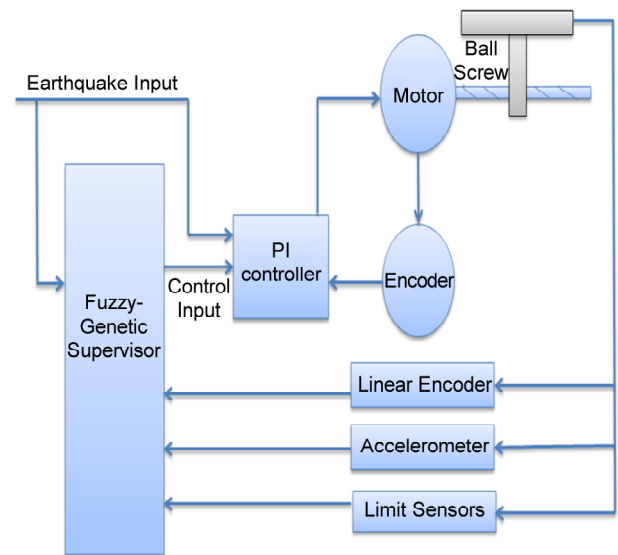 Ball
Screw
Earthquake Input
Motor
PI
controller
Control
Input
Encoder
Fuzzy-
Genetic
Supervisor
Linear Encoder
Accelerometer
Limit Sensors